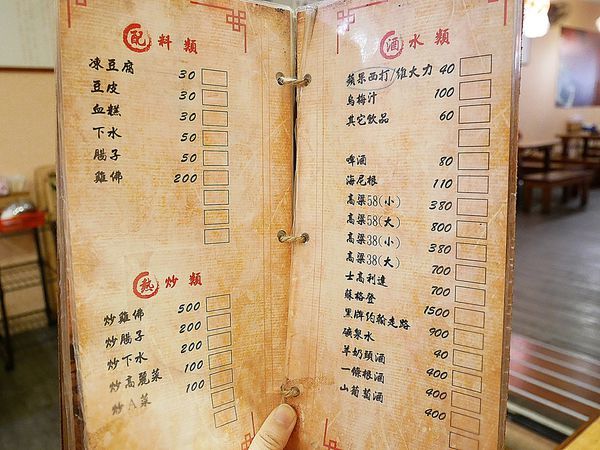 配料類
凍豆腐 30
豆皮 30
血糕 30
下水 50
腸子 50
雞佛 200
熱炒類
炒雞佛 500
炒腸子 200
炒下水 200
炒高麗菜 100
炒A菜 100
酒水類
蘋果西打/維大力 40
烏梅汁 100
其它飲品 60
啤酒 80
海尼根 110
高粱58(小) 380
高粱58(大) 800
高粱38(小) 380
高粱38(大) 700
士高利達 700
蘇格登 1500
黑牌約翰走路 900
礦泉水 40
羊奶頭酒 400
一條根酒 400
山葡萄酒 400